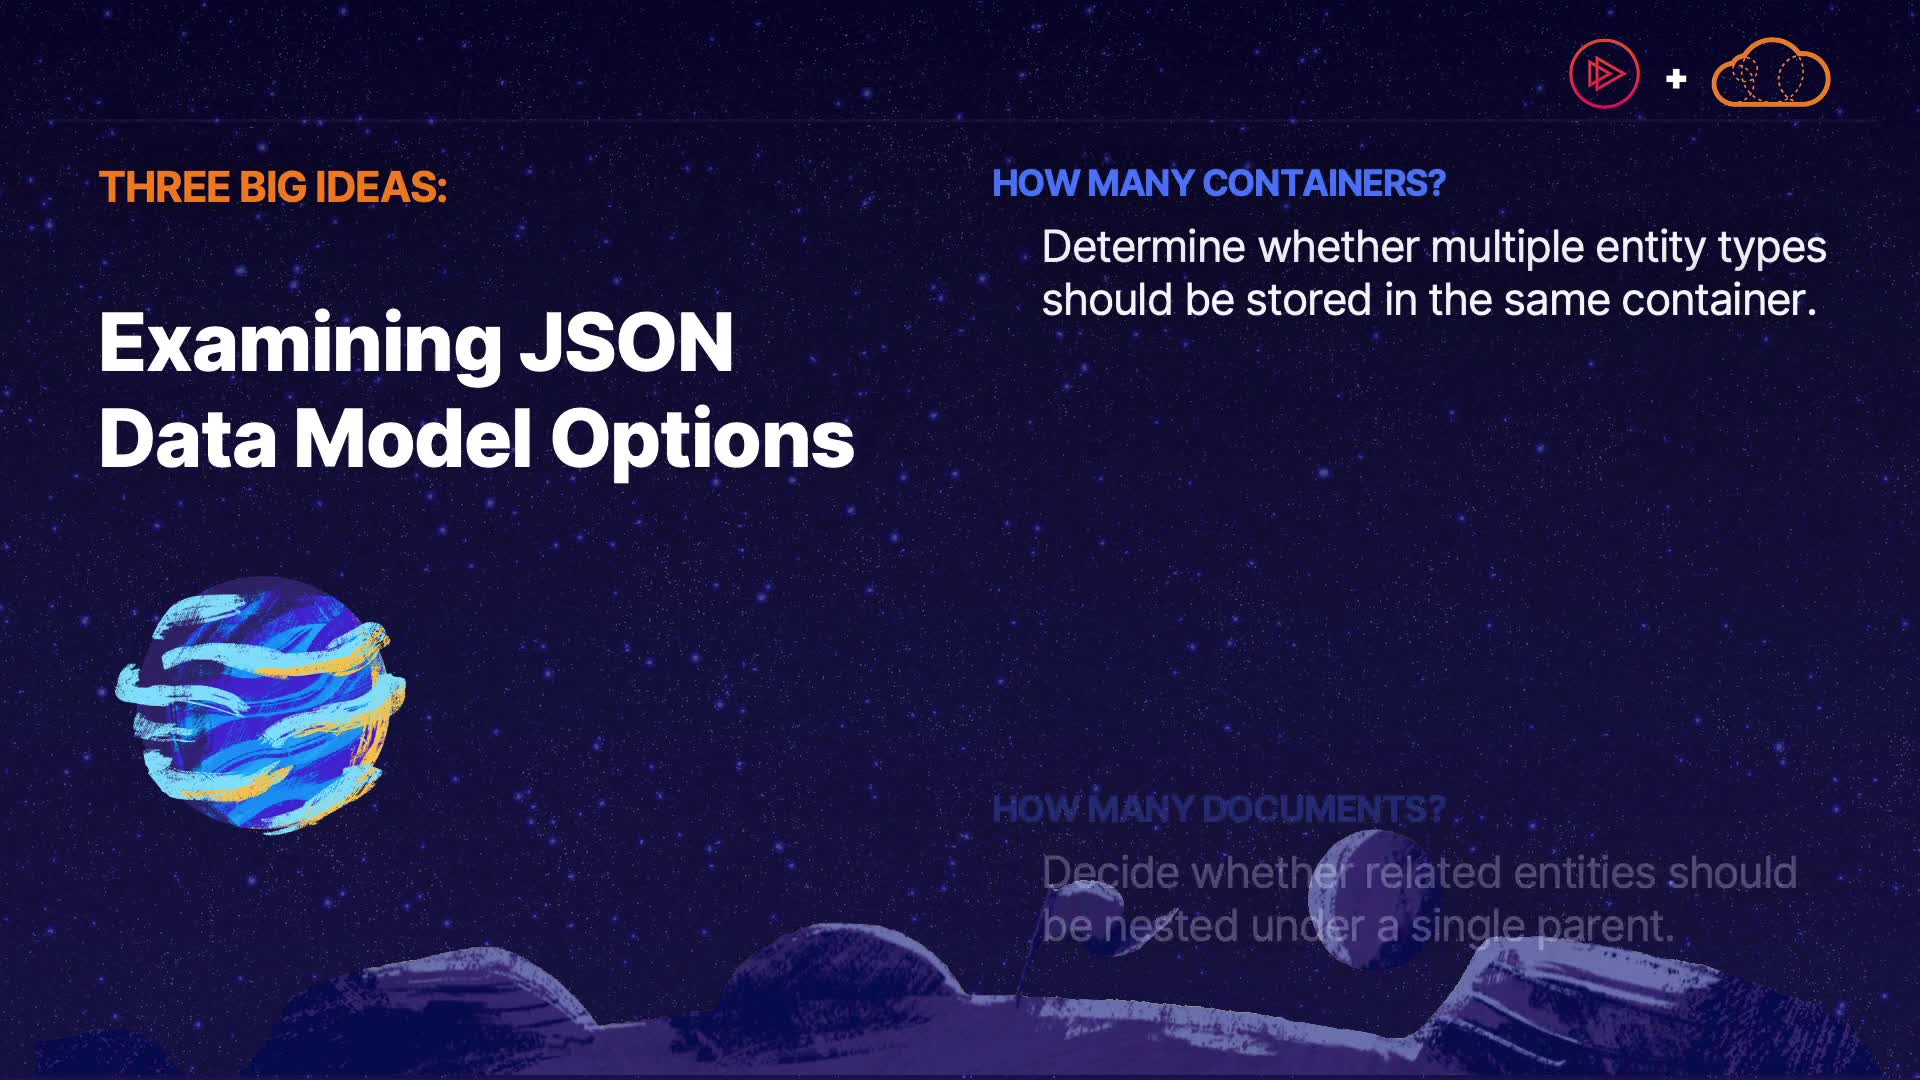 THREE BIG IDEAS:
Examining JSON
Data Model Options
HOW MANY CONTAINERS?
Determine whether multiple entity types
should be stored in the same container.
HOW MANY DOCUMENTS?
Decide whether related entities should
be nested under a single parent.